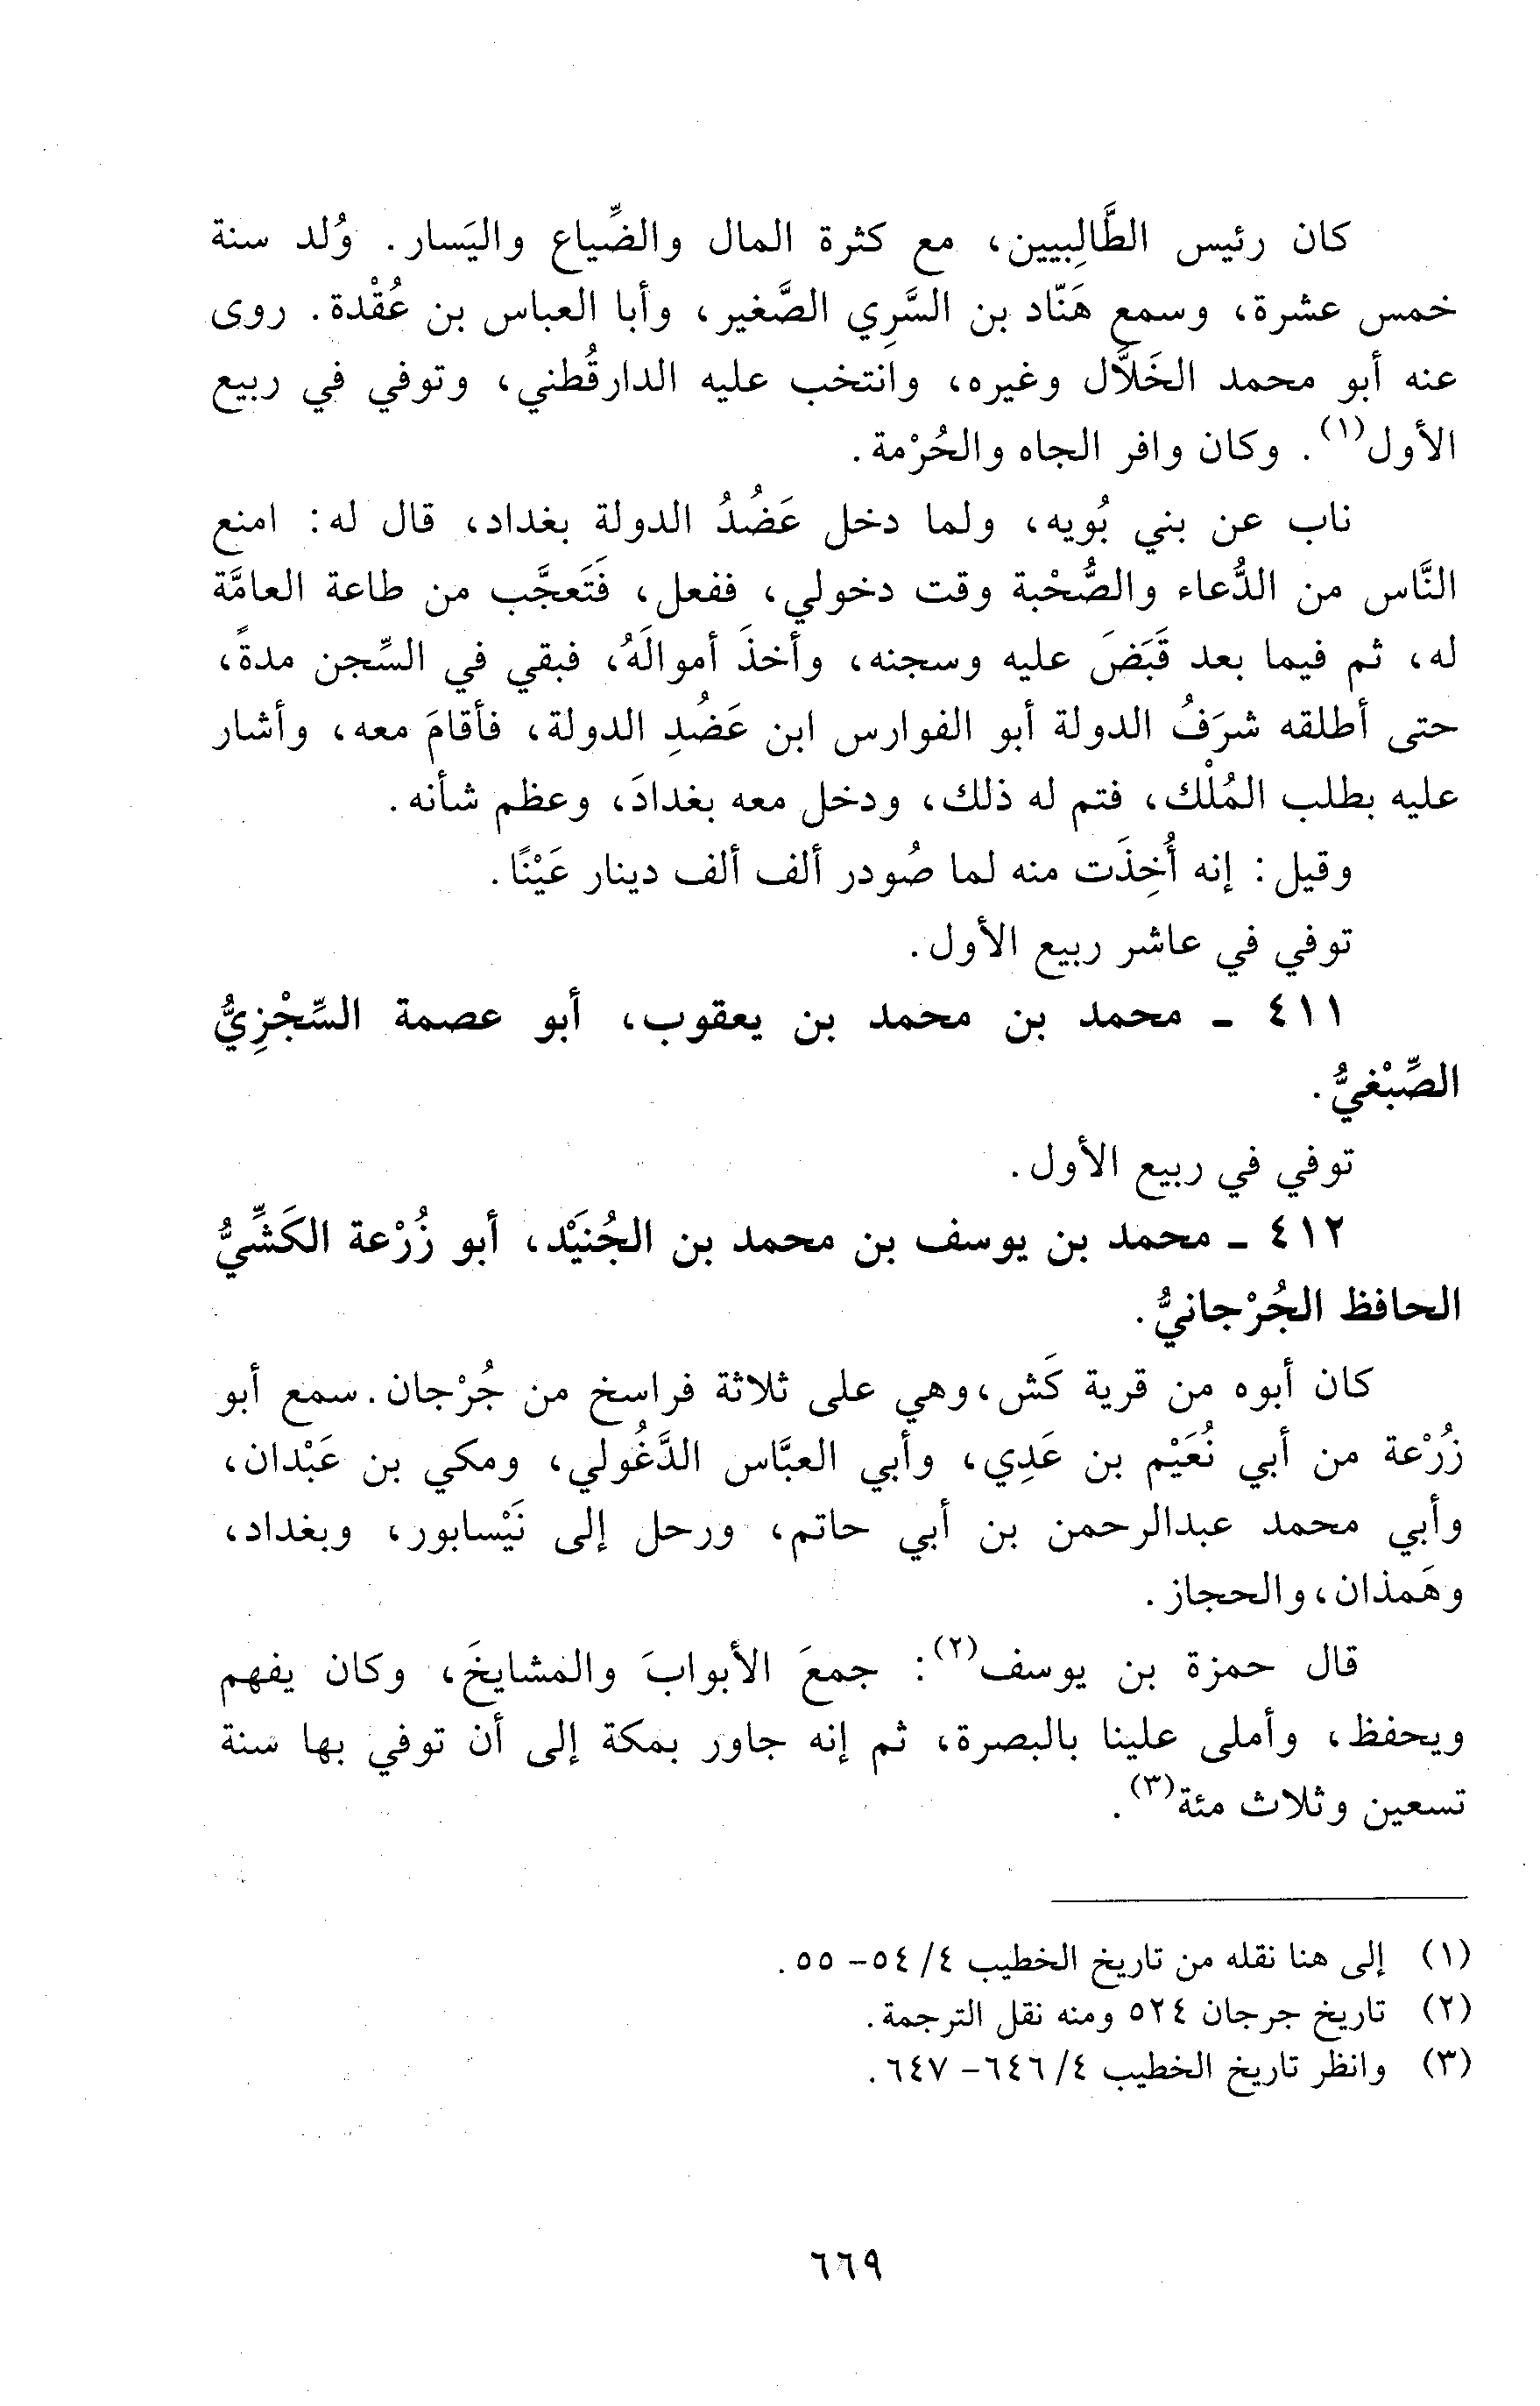 كان رئيس الطَّالِبيين، مع كثرة المال والضِّياع واليَسار. وُلد سنة
خمس عشرة، وسمع هَنّاد بن السَّرِي الصَّغير، وأبا العباس بن عُقْدة. روى
عنه أبو محمد الخَلَّال وغيره، وانتخب عليه الدارقُطني، وتوفي في ربيع
الأول(١). وكان وافر الجاه والحُرْمة.
ناب عن بني بُويه، ولما دخل عَضُدُ الدولة بغداد، قال له: امنع
النَّاس من الدُّعاء والصُّحْبة وقت دخولي، ففعل، فَتَعجَّب من طاعة العامَّة
له، ثم فيما بعد قَبَضَ عليه وسجنه، وأخذَ أموالَهُ، فبقي في السِّجن مدةً،
حتى أطلقه شرَفُ الدولة أبو الفوارس ابن عَضُدِ الدولة، فأقامَ معه، وأشار
عليه بطلب المُلْك، فتم له ذلك، ودخل معه بغدادَ، وعظم شأنه.
وقيل: إنه أُخِذَت منه لما صُودر ألف ألف دينار عَيْنًا.
توفي في عاشر ربيع الأول.
٤١١ - محمد بن محمد بن يعقوب، أبو عصمة السِّجْزِيُّ
الصِّبْغيُّ.
توفي في ربيع الأول.
٤١٢ - محمد بن يوسف بن محمد بن الجُنَيْد، أبو زُرْعة الكَشِّيُّ
الحافظ الجُرْجانيُّ.
كان أبوه من قرية كَش، وهي على ثلاثة فراسخ من جُرْجان. سمع أبو
زُرْعة من أبي نُعَيْم بن عَدِي، وأبي العبَّاس الدَّغُولي، ومكي بن عَبْدان،
وأبي محمد عبدالرحمن بن أبي حاتم، ورحل إلى نَيْسابور، وبغداد،
وهَمذان، والحجاز.
قال حمزة بن يوسف(٢): جمعَ الأبوابَ والمشايخَ، وكان يفهم
ويحفظ، وأملى علينا بالبصرة، ثم إنه جاور بمكة إلى أن توفي بها سنة
تسعين وثلاث مئة(٣).
(١) إلى هنا نقله من تاريخ الخطيب ٤/ ٥٤- ٥٥.
(٢) تاريخ جرجان ٥٢٤ ومنه نقل الترجمة.
(٣) وانظر تاريخ الخطيب ٤/ ٦٤٦- ٦٤٧.
٦٦٩